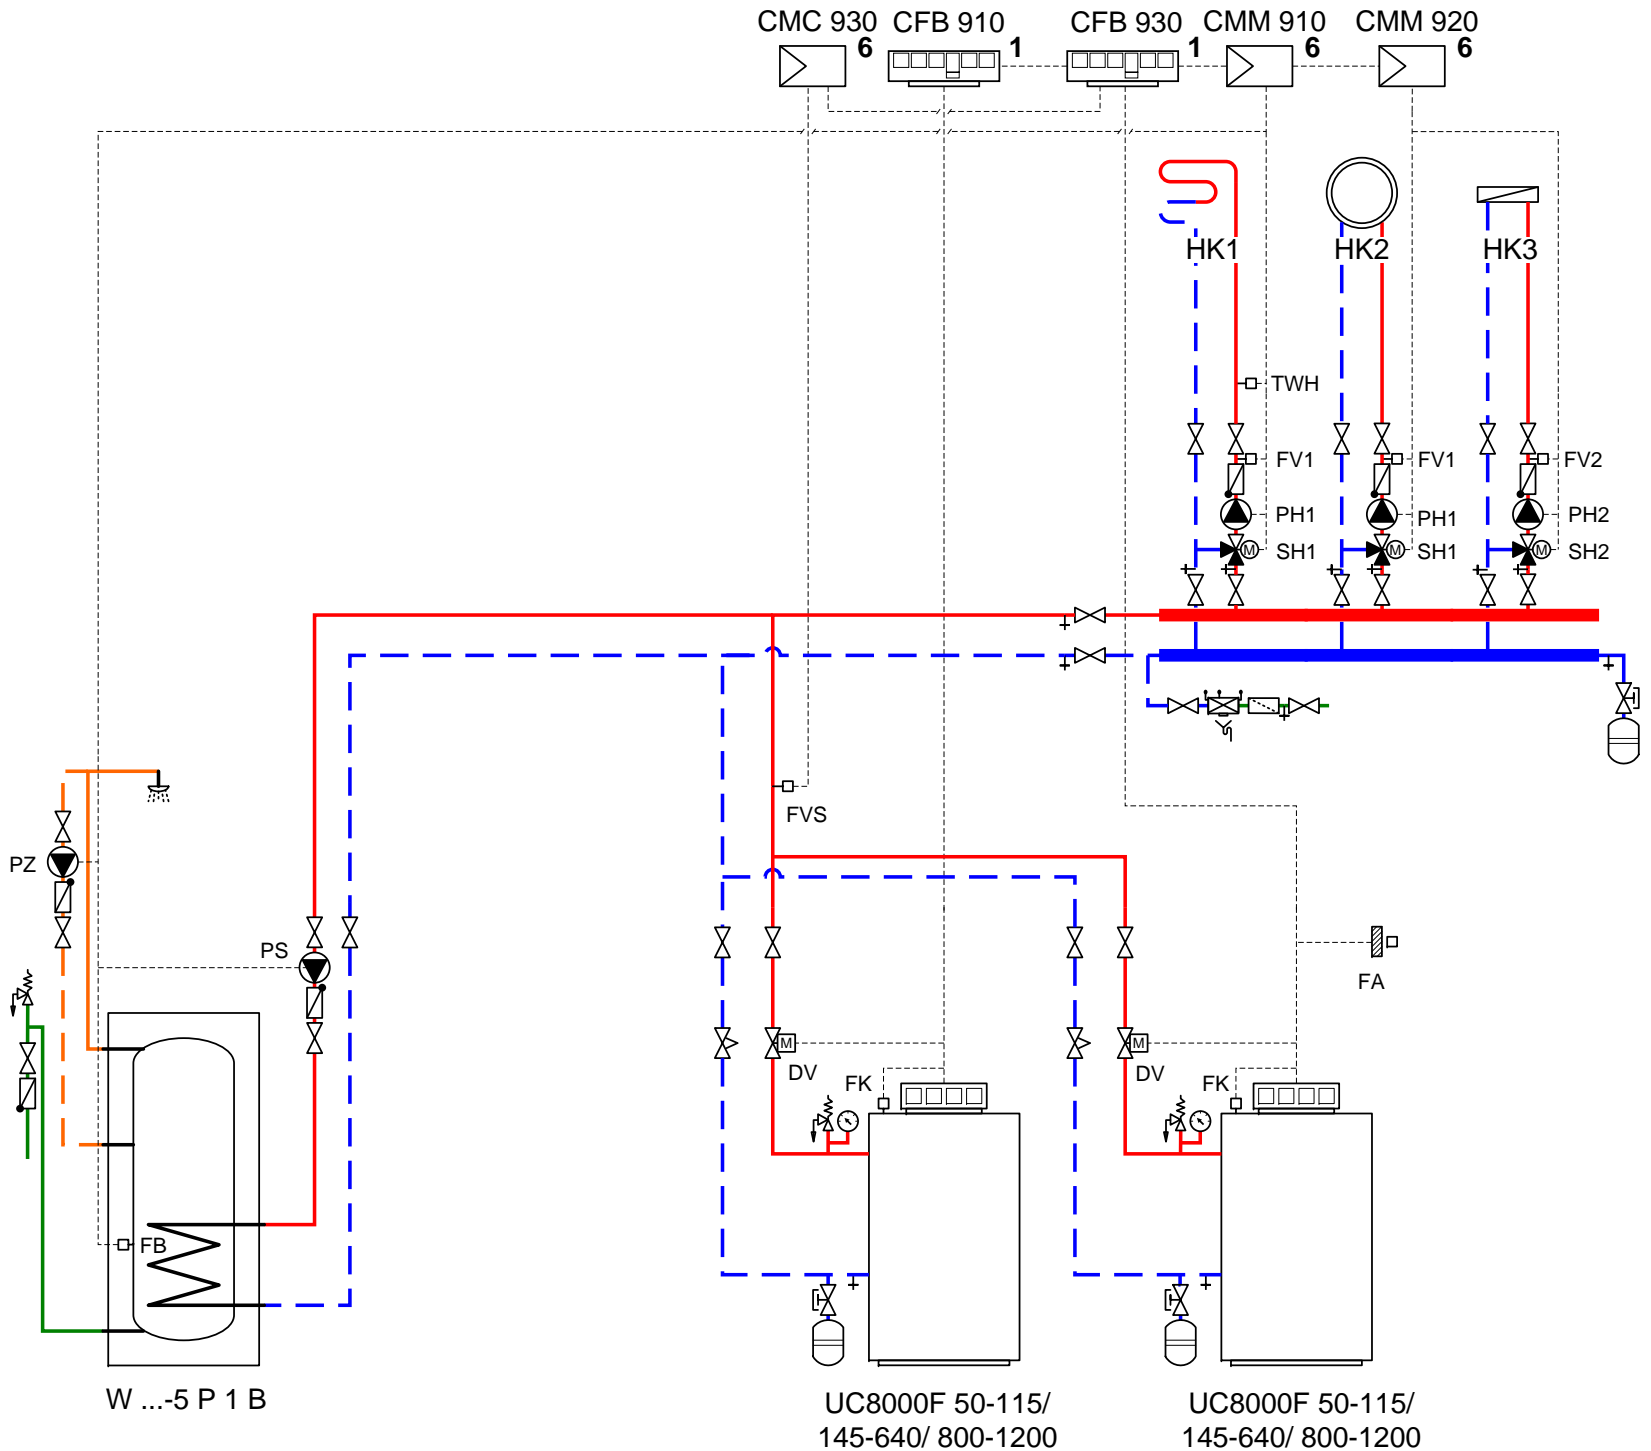 CMC 930 CFB 910 CFB 930 CMM 910 CMM 920
6 1 1 6 6
HK1 HK2 HK3
TWH
FV1 FV1 FV2
PH1 PH1 PH2
M SH1 M SH1 M SH2
FVS
PZ
PS
FA
M M
DV DV
FK FK
FB
W ...-5 P 1 B
UC8000F 50-115/
145-640/ 800-1200
UC8000F 50-115/
145-640/ 800-1200